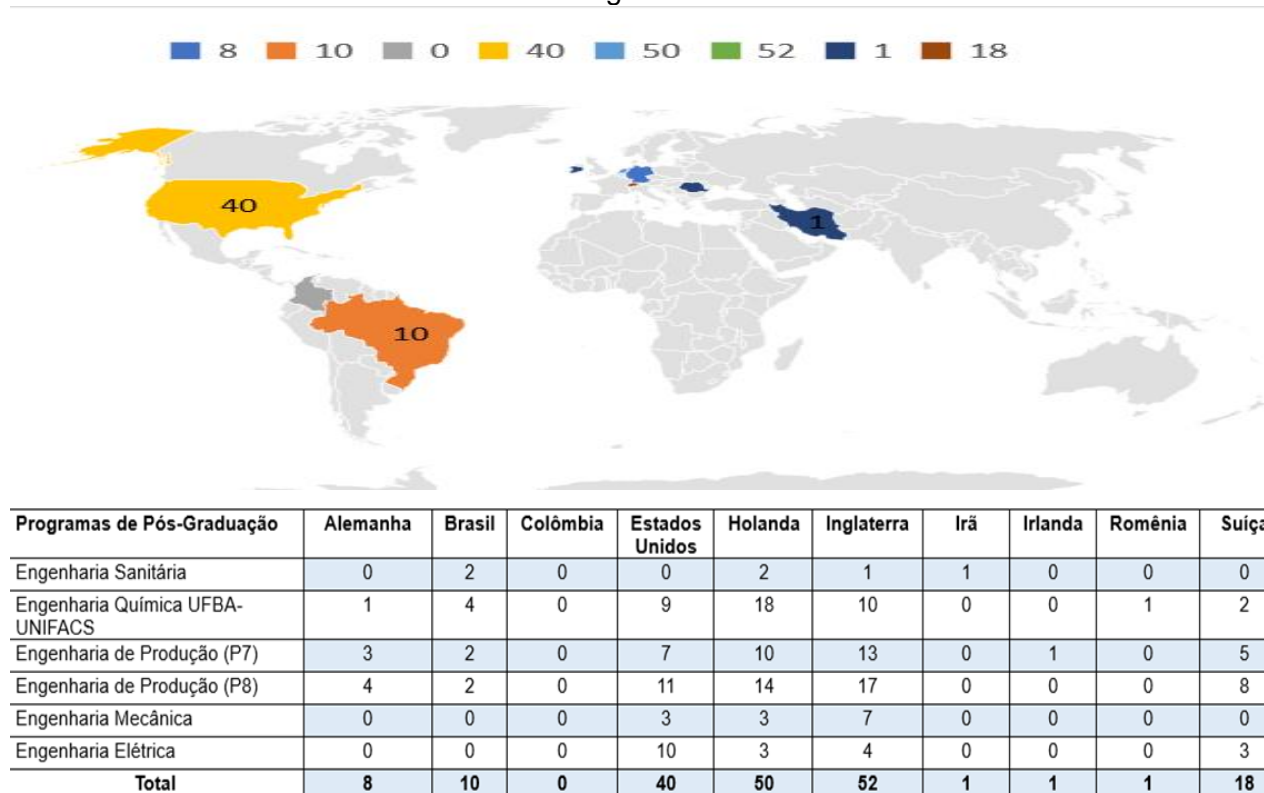 8 10 0 40 50 52 1 18
40
1
10
Programas de Pós-Graduação Alemanha Brasil Colômbia Estados Unidos Holanda Inglaterra Irã Irlanda Romênia Suíça
Engenharia Sanitária 0 2 0 0 2 1 1 0 0 0
Engenharia Química UFBA-UNIFACS 1 4 0 9 18 10 0 0 1 2
Engenharia de Produção (P7) 3 2 0 7 10 13 0 1 0 5
Engenharia de Produção (P8) 4 2 0 11 14 17 0 0 0 8
Engenharia Mecânica 0 0 0 3 3 7 0 0 0 0
Engenharia Elétrica 0 0 0 10 3 4 0 0 0 3
Total 8 10 0 40 50 52 1 1 1 18